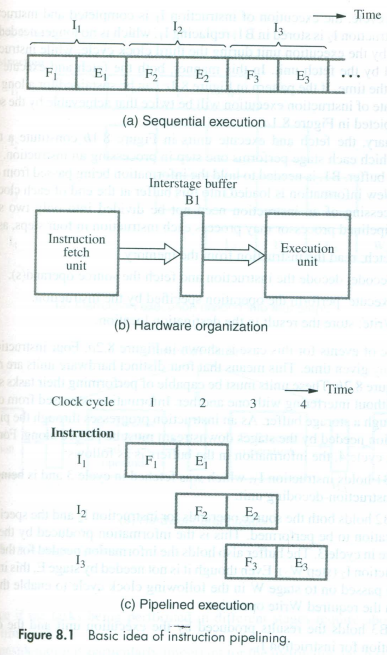 Time
I1 I2 I3
F1 E1 F2 E2 F3 E3 ...
(a) Sequential execution
Interstage buffer
B1
Instruction
fetch
unit
Execution
unit
(b) Hardware organization
Time
Clock cycle 1 2 3 4
Instruction
I1 F1 E1
I2 F2 E2
I3 F3 E3
(c) Pipelined execution
Figure 8.1 Basic idea of instruction pipelining.